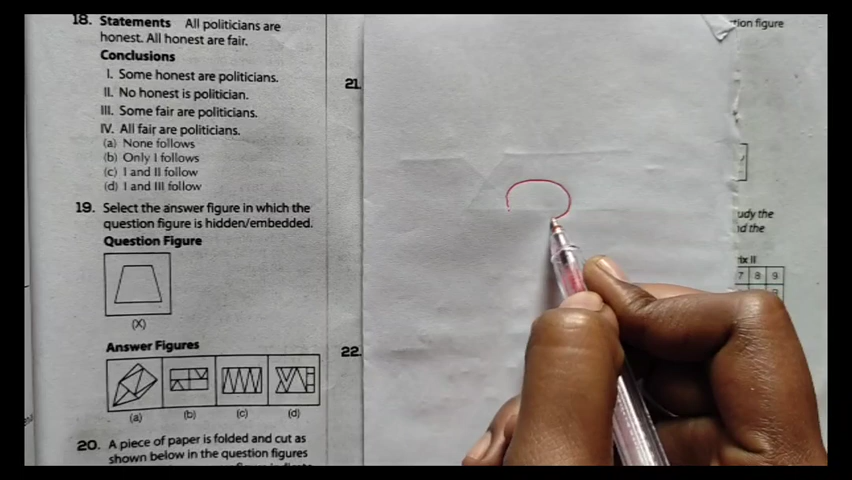 18. Statements All politicians are
honest. All honest are fair.
Conclusions
I. Some honest are politicians.
II. No honest is politician.
III. Some fair are politicians.
IV. All fair are politicians.
(a) None follows
(b) Only I follows
(c) I and II follow
(d) I and III follow
19. Select the answer figure in which the
question figure is hidden/embedded.
Question Figure
(X)
Answer Figures
(a) (b) (c) (d)
20. A piece of paper is folded and cut as
shown below in the question figures
21.
22.
tion figure
udy the
d the
rix II
7 8 9